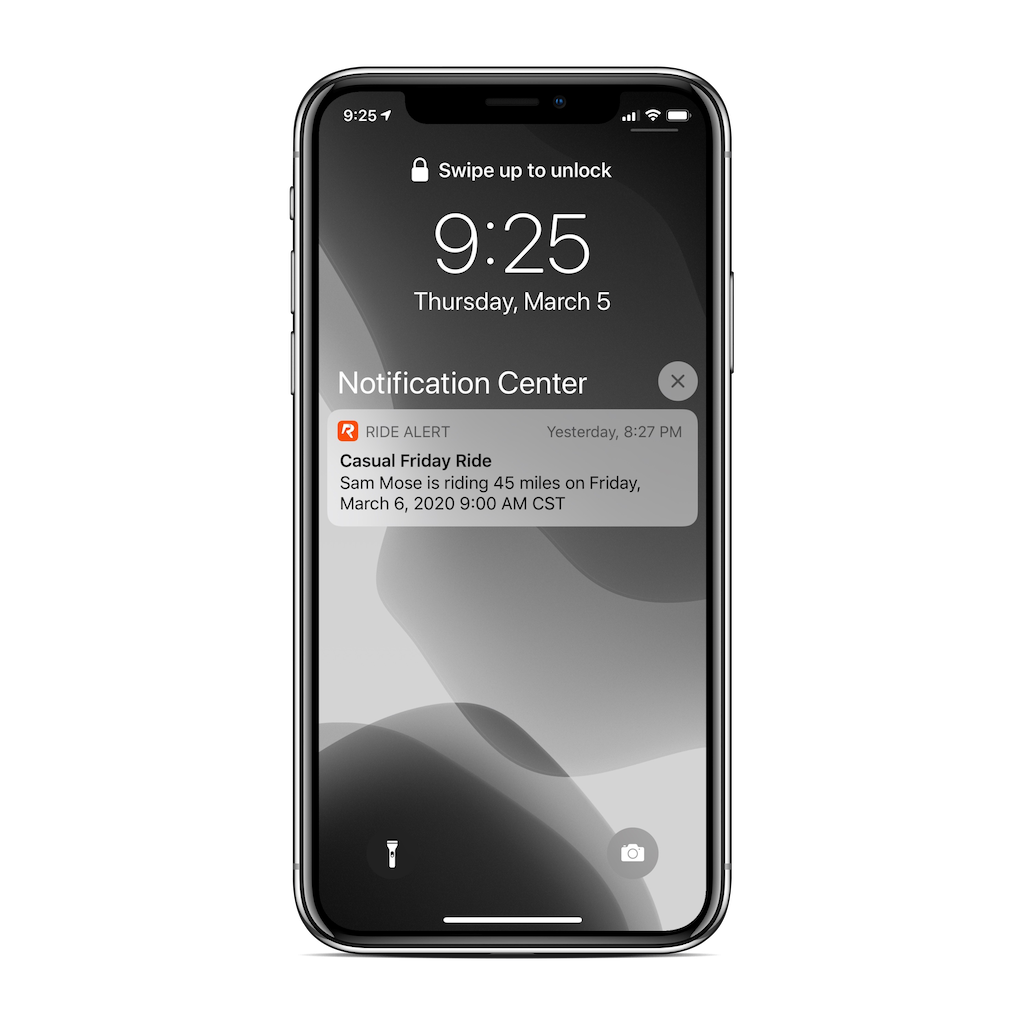 9:25
Swipe up to unlock
9:25
Thursday, March 5
Notification Center
RIDE ALERT Yesterday, 8:27 PM
Casual Friday Ride
Sam Mose is riding 45 miles on Friday,
March 6, 2020 9:00 AM CST